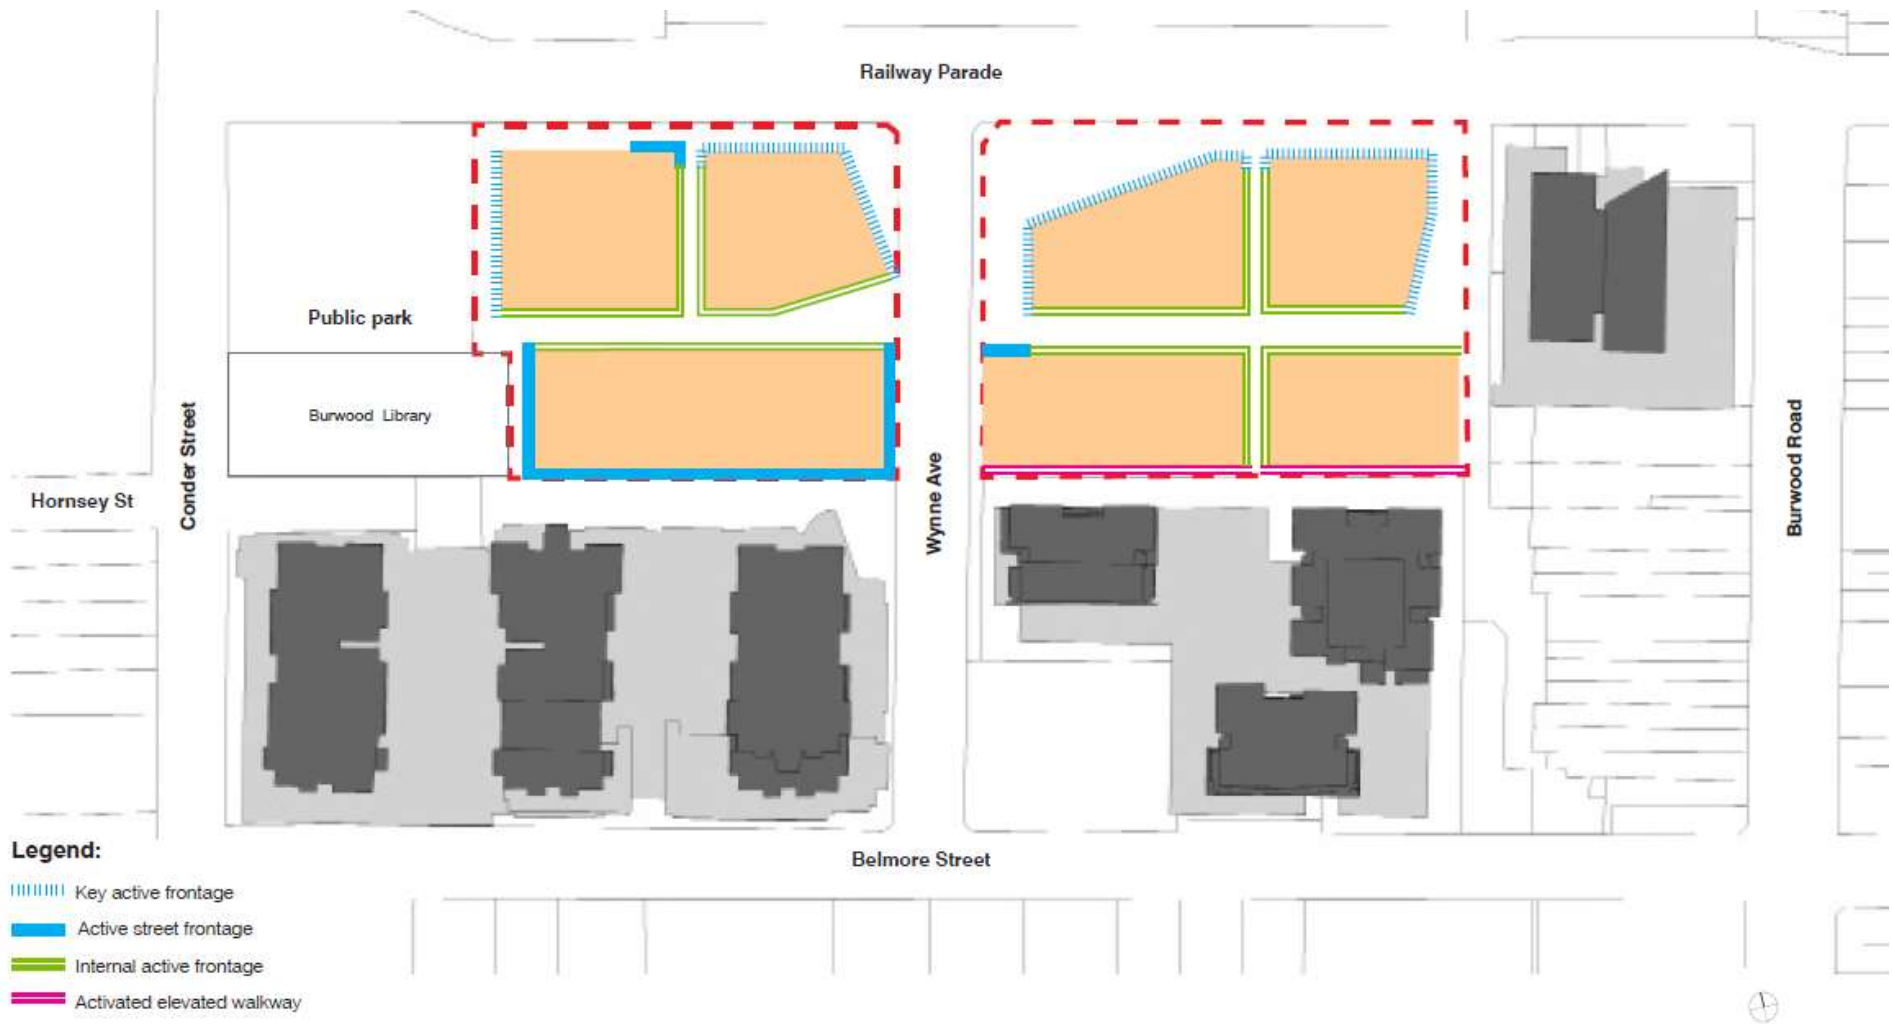 Railway Parade
Public park
Burwood Library
Conder Street
Hornsey St
Wynne Ave
Burwood Road
Belmore Street
Legend:
Key active frontage
Active street frontage
Internal active frontage
Activated elevated walkway